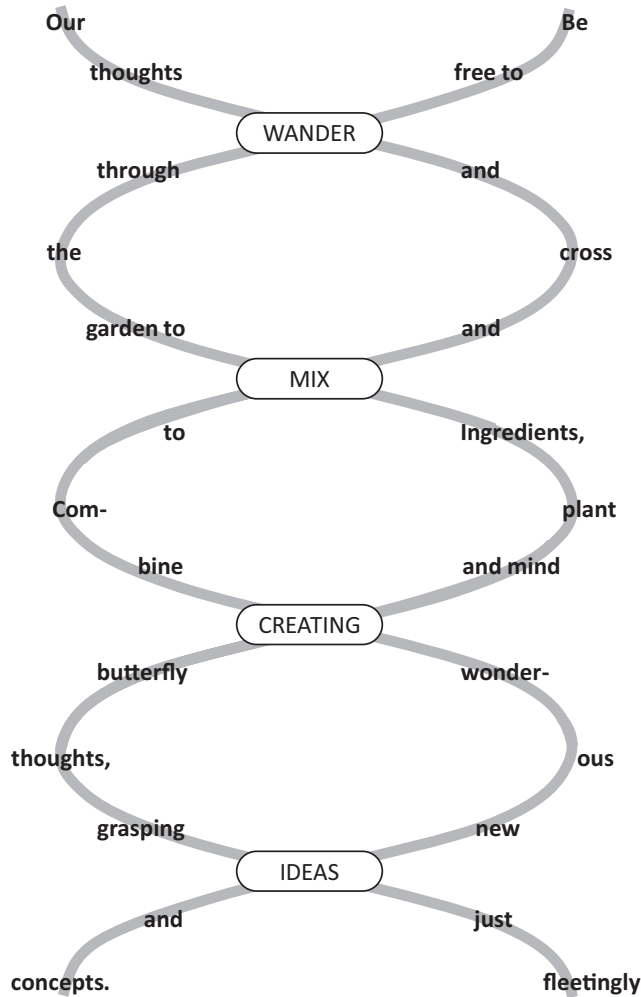 Our Be
thoughts free to
WANDER
through and
the cross
garden to and
MIX
to Ingredients,
Com- plant
bine and mind
CREATING
butterfly wonder-
thoughts, ous
grasping new
IDEAS
and just
concepts. fleetingly